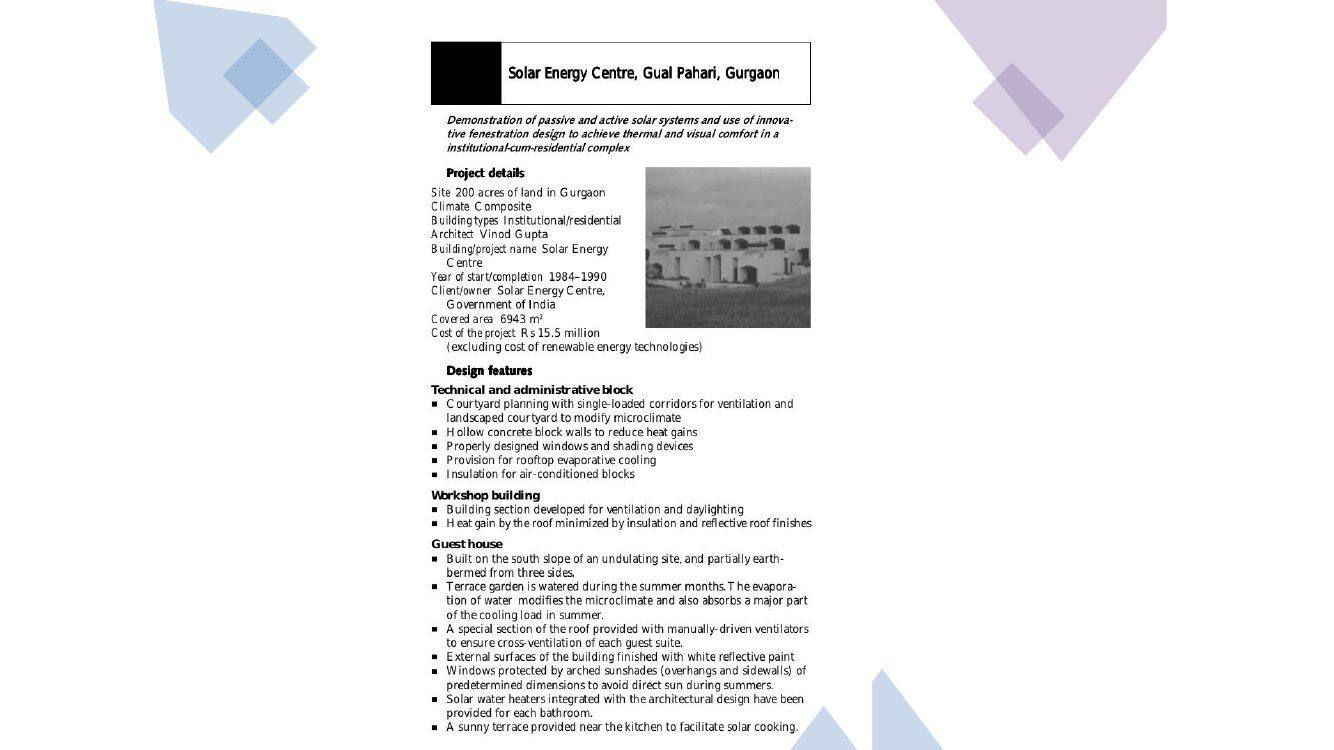 Solar Energy Centre, Gual Pahari, Gurgaon
Demonstration of passive and active solar systems and use of innova-
tive fenestration design to achieve thermal and visual comfort in a
institutional-cum-residential complex
Project details
Site 200 acres of land in Gurgaon
Climate Composite
Building types Institutional/residential
Architect Vinod Gupta
Building/project name Solar Energy
Centre
Year of start/completion 1984–1990
Client/owner Solar Energy Centre,
Government of India
Covered area 6943 m²
Cost of the project Rs 15.5 million
(excluding cost of renewable energy technologies)
Design features
Technical and administrative block
▪ Courtyard planning with single-loaded corridors for ventilation and
landscaped courtyard to modify microclimate
▪ Hollow concrete block walls to reduce heat gains
▪ Properly designed windows and shading devices
▪ Provision for rooftop evaporative cooling
▪ Insulation for air-conditioned blocks
Workshop building
▪ Building section developed for ventilation and daylighting
▪ Heat gain by the roof minimized by insulation and reflective roof finishes
Guest house
▪ Built on the south slope of an undulating site, and partially earth-
bermed from three sides.
▪ Terrace garden is watered during the summer months. The evapora-
tion of water modifies the microclimate and also absorbs a major part
of the cooling load in summer.
▪ A special section of the roof provided with manually-driven ventilators
to ensure cross-ventilation of each guest suite.
▪ External surfaces of the building finished with white reflective paint
▪ Windows protected by arched sunshades (overhangs and sidewalls) of
predetermined dimensions to avoid direct sun during summers.
▪ Solar water heaters integrated with the architectural design have been
provided for each bathroom.
▪ A sunny terrace provided near the kitchen to facilitate solar cooking.